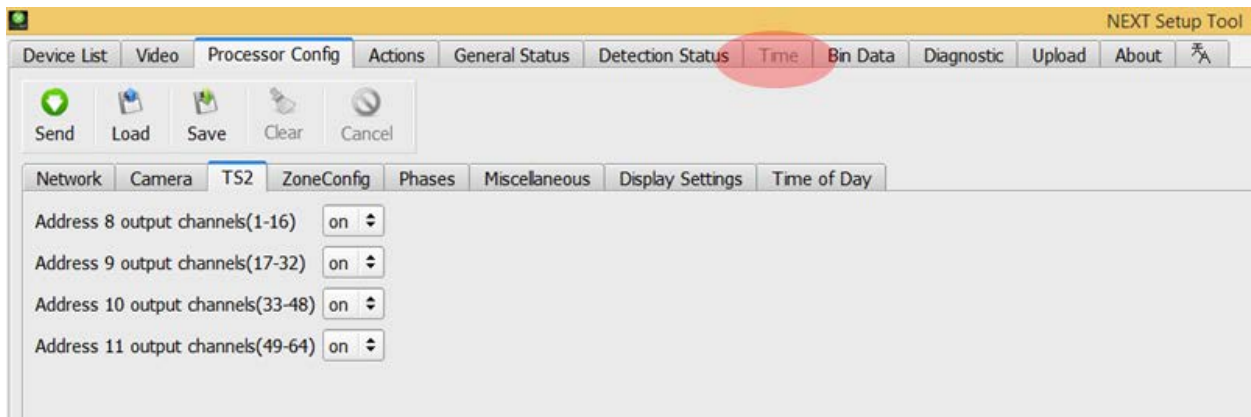 NEXT Setup Tool
Device List Video Processor Config Actions General Status Detection Status Time Bin Data Diagnostic Upload About 文A
Send Load Save Clear Cancel
Network Camera TS2 ZoneConfig Phases Miscellaneous Display Settings Time of Day
Address 8 output channels(1-16) on
Address 9 output channels(17-32) on
Address 10 output channels(33-48) on
Address 11 output channels(49-64) on